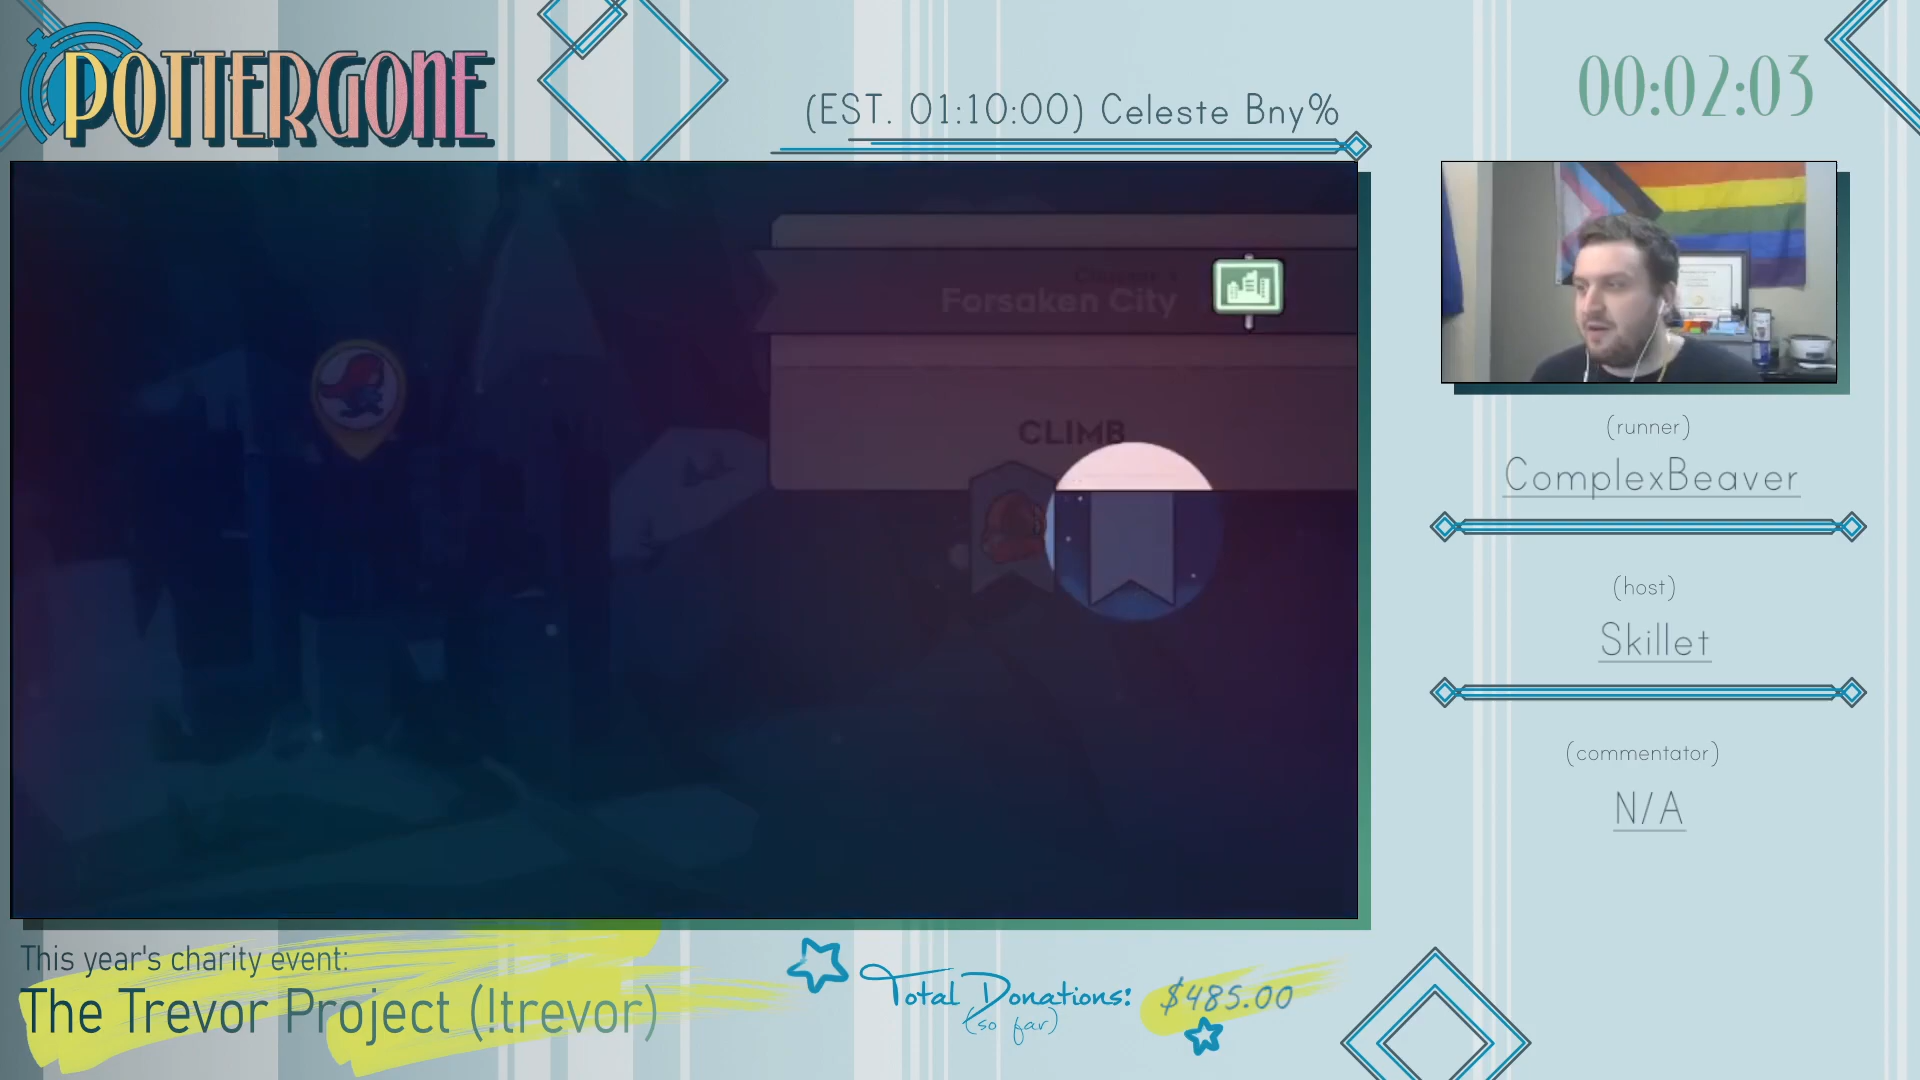 POTTERGONE
(EST. 01:10:00) Celeste Bny%
00:02:03
Forsaken City
CLIMB
(runner)
ComplexBeaver
(host)
Skillet
(commentator)
N/A
This year's charity event:
The Trevor Project (!trevor)
Total Donations:
(so far)
$485.00